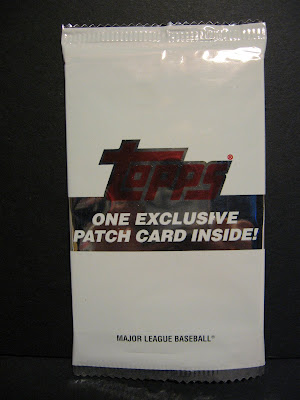 Topps®
ONE EXCLUSIVE
PATCH CARD INSIDE!
MAJOR LEAGUE BASEBALL®